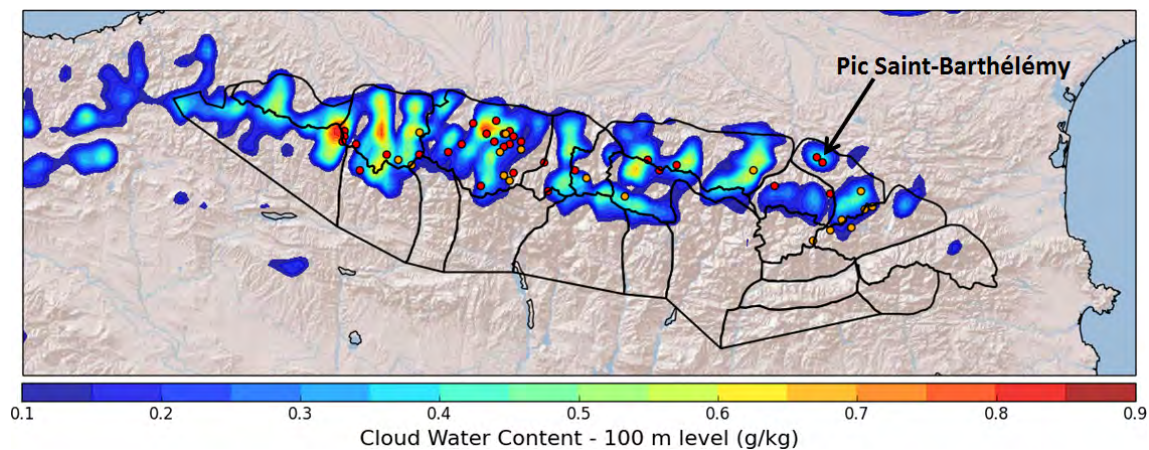 Pic Saint-Barthélémy
0.1 0.2 0.3 0.4 0.5 0.6 0.7 0.8 0.9
Cloud Water Content - 100 m level (g/kg)